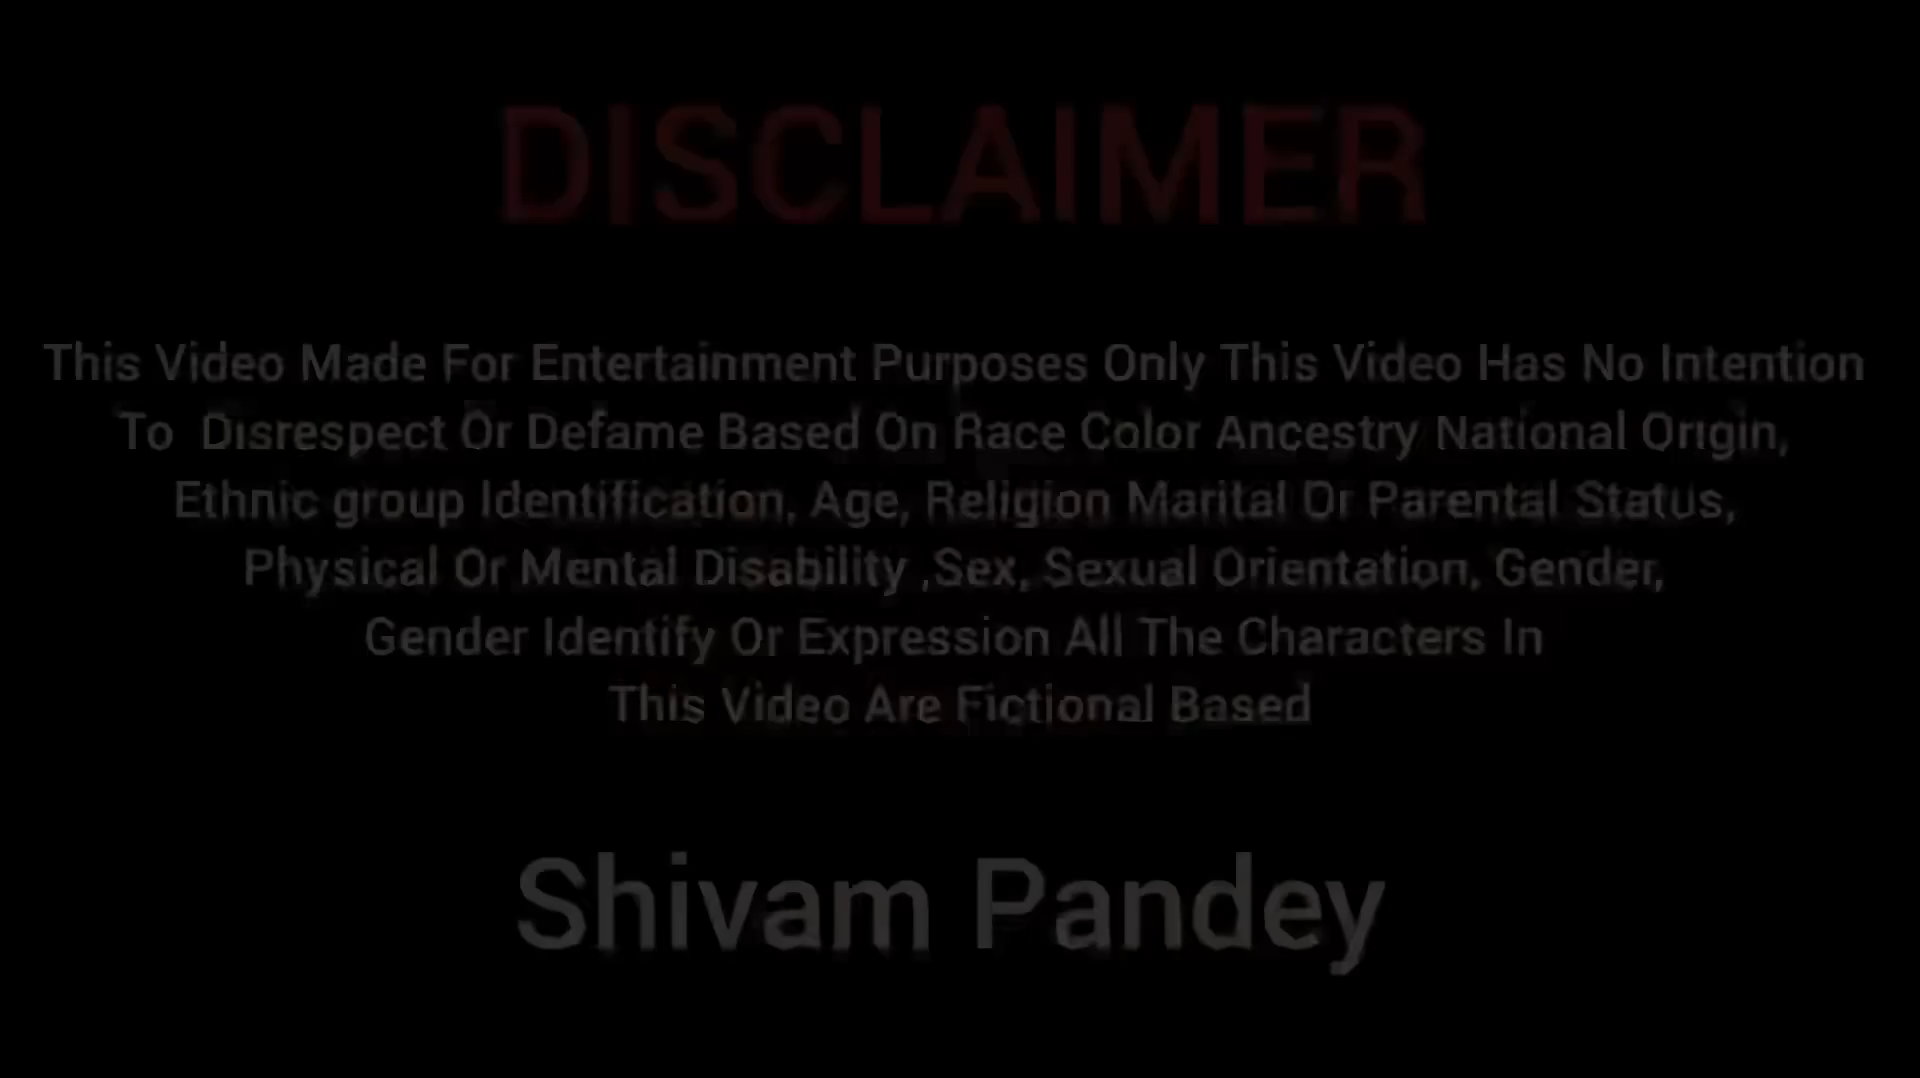 DISCLAIMER
This Video Made For Entertainment Purposes Only This Video Has No Intention
To Disrespect Or Defame Based On Race Color Ancestry National Origin,
Ethnic group Identification, Age, Religion Marital Or Parental Status,
Physical Or Mental Disability ,Sex, Sexual Orientation, Gender,
Gender Identify Or Expression All The Characters In
This Video Are Fictional Based
Shivam Pandey